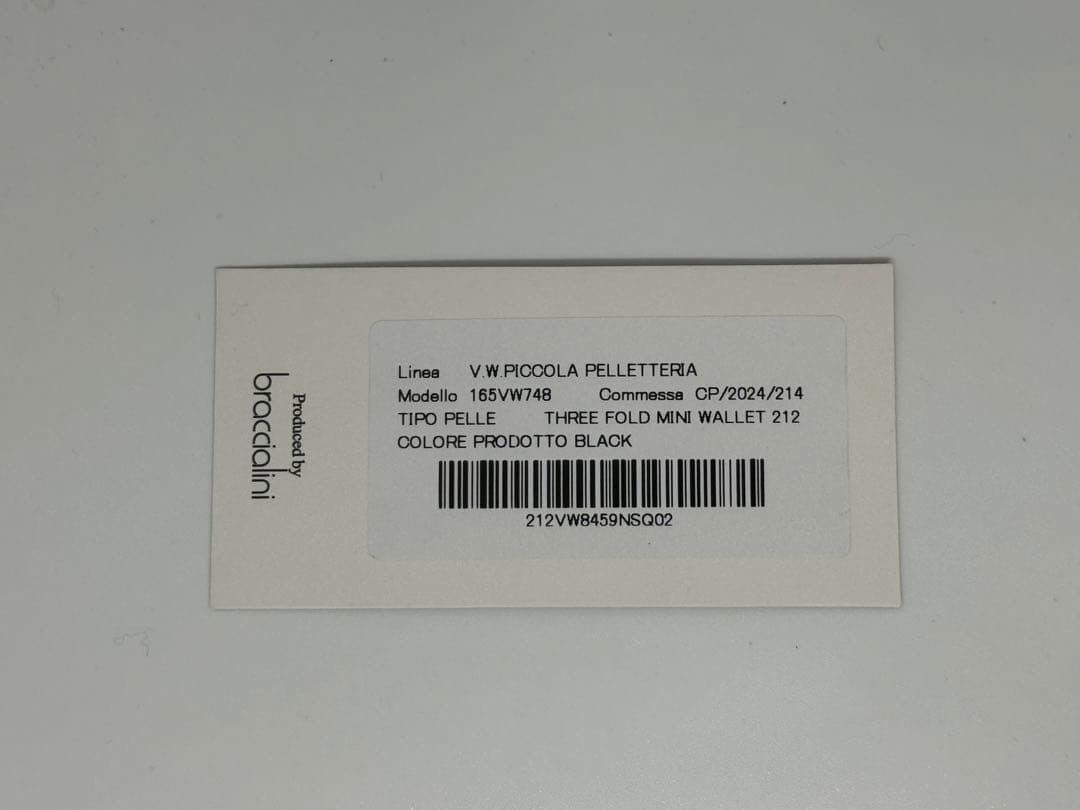 Produced by
braccialini
Linea V.W.PICCOLA PELLETTERIA
Modello 165VW748 Commessa CP/2024/214
TIPO PELLE THREE FOLD MINI WALLET 212
COLORE PRODOTTO BLACK
212VW8459NSQ02